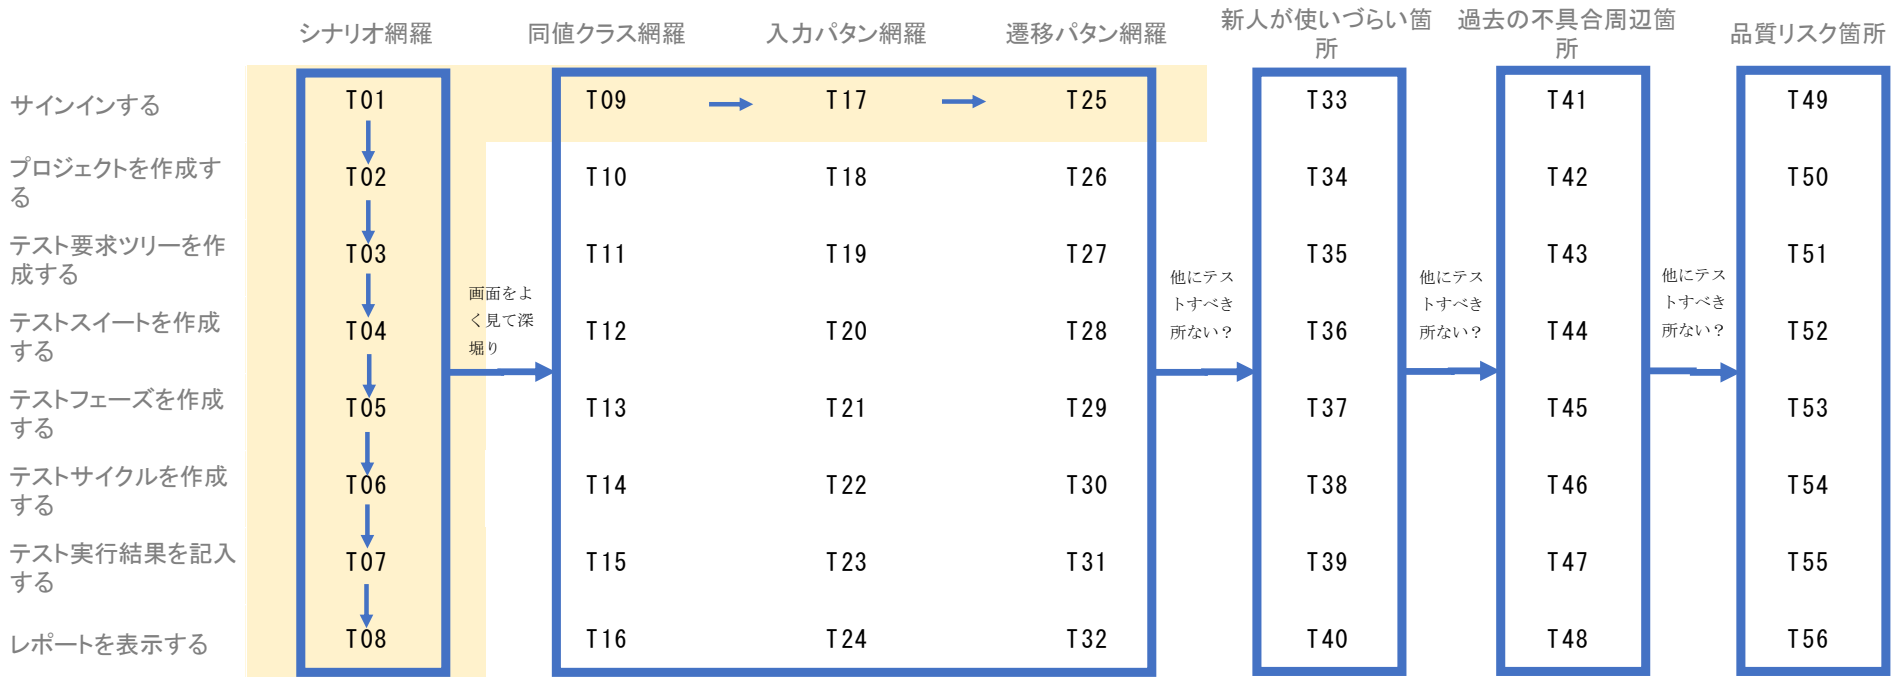 シナリオ網羅
同値クラス網羅
入力パタン網羅
遷移パタン網羅
新人が使いづらい箇
所
過去の不具合周辺箇
所
品質リスク箇所
サインインする
T01
T09
T17
T25
T33
T41
T49
プロジェクトを作成す
る
T02
T10
T18
T26
T34
T42
T50
テスト要求ツリーを作
成する
T03
T11
T19
T27
T35
T43
T51
画面をよ
く見て深
堀り
他にテス
トすべき
所ない?
他にテス
トすべき
所ない?
他にテス
トすべき
所ない?
テストスイートを作成
する
T04
T12
T20
T28
T36
T44
T52
テストフェーズを作成
する
T05
T13
T21
T29
T37
T45
T53
テストサイクルを作成
する
T06
T14
T22
T30
T38
T46
T54
テスト実行結果を記入
する
T07
T15
T23
T31
T39
T47
T55
レポートを表示する
T08
T16
T24
T32
T40
T48
T56